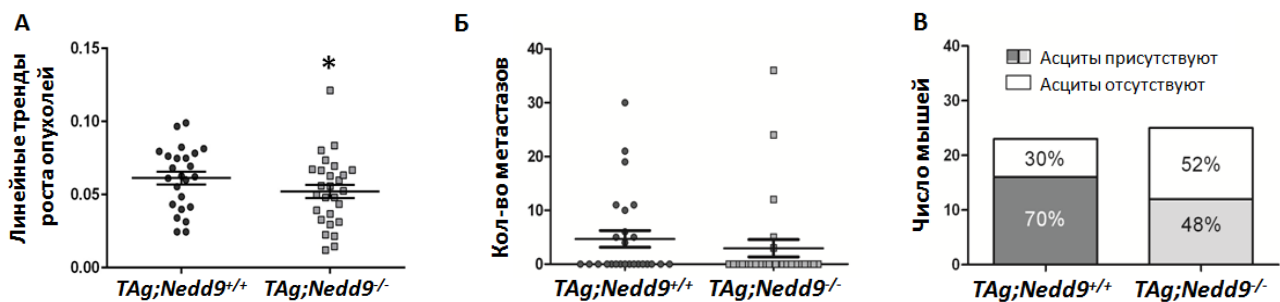 А
Линейные тренды
роста опухолей
0.15
0.10
0.05
0.00
*
TAg;Nedd9+/+
TAg;Nedd9-/-
Б
Кол-во метастазов
40
30
20
10
0
TAg;Nedd9+/+
TAg;Nedd9-/-
В
Число мышей
40
30
20
10
0
Асциты присутствуют
Асциты отсутствуют
30%
70%
52%
48%
TAg;Nedd9+/+
TAg;Nedd9-/-